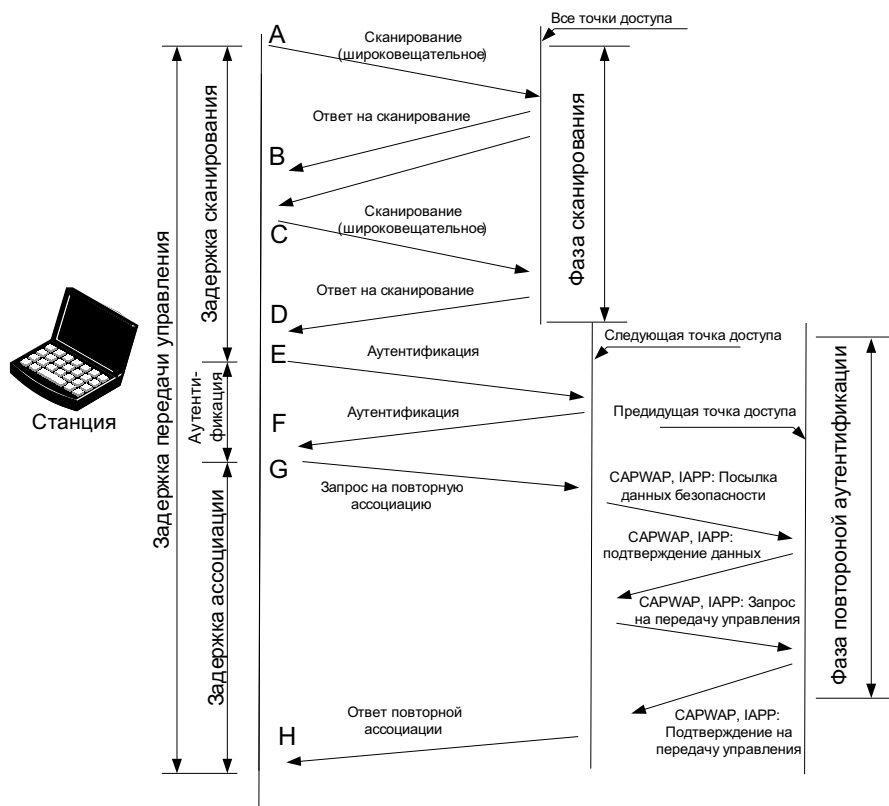 Все точки доступа
A
Сканирование
(широковещательное)
Ответ на сканирование
B
C
Сканирование
(широковещательное)
Ответ на сканирование
D
Фаза сканирования
Задержка сканирования
Задержка передачи управления
Станция
E
Аутентификация
Следующая точка доступа
Аутенти-
фикация
F
Аутентификация
Предидущая точка доступа
G
Запрос на повторную
ассоциацию
CAPWAP, IAPP: Посылка
данных безопасности
CAPWAP, IAPP:
подтверждение данных
CAPWAP, IAPP: Запрос
на передачу управления
Фаза повтороной аутентификации
Задержка ассоциации
H
Ответ повторной
ассоциации
CAPWAP, IAPP:
Подтверждение на
передачу управления